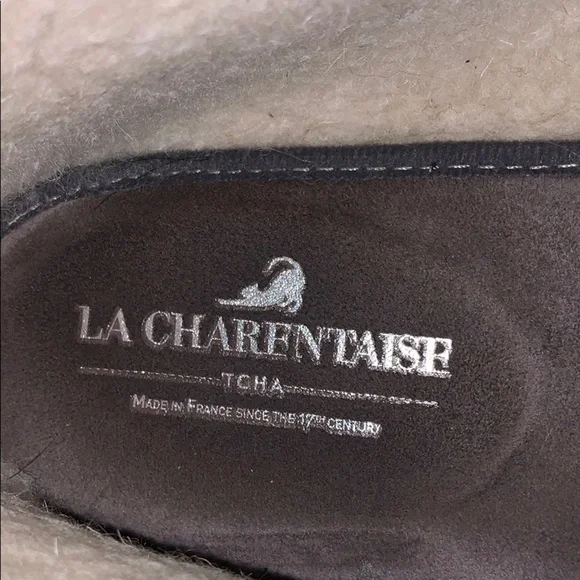 LA CHARENTAISE
TCHA
MADE IN FRANCE SINCE THE 17TH CENTURY